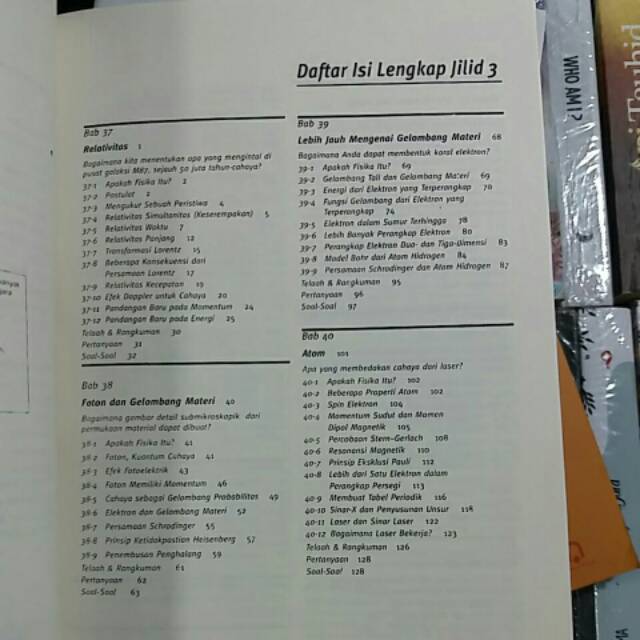 Daftar Isi Lengkap Jilid 3
Bab 37
Relativitas 1
Bagaimana kita menentukan apa yang mengintai di
pusat galaksi M87, sejauh 50 juta tahun-cahaya?
37-1 Apakah Fisika Itu? 2
37-2 Postulat 2
37-3 Mengukur Sebuah Peristiwa 4
37-4 Relativitas Simultanitas (Keserempakan) 5
37-5 Relativitas Waktu 7
37-6 Relativitas Panjang 12
37-7 Transformasi Lorentz 15
37-8 Beberapa Konsekuensi dari
Persamaan Lorentz 17
37-9 Relativitas Kecepatan 19
37-10 Efek Doppler untuk Cahaya 20
37-11 Pandangan Baru pada Momentum 24
37-12 Pandangan Baru pada Energi 25
Telaah & Rangkuman 30
Pertanyaan 31
Soal-Soal 32
Bab 38
Foton dan Gelombang Materi 40
Bagaimana gambar detail submikroskopik dari
permukaan material dapat dibuat?
38-1 Apakah Fisika Itu? 41
38-2 Foton, Kuantum Cahaya 41
38-3 Efek Fotoelektrik 43
38-4 Foton Memiliki Momentum 46
38-5 Cahaya sebagai Gelombang Probabilitas 49
38-6 Elektron dan Gelombang Materi 52
38-7 Persamaan Schrodinger 55
38-8 Prinsip Ketidakpastian Heisenberg 57
38-9 Penembusan Penghalang 59
Telaah & Rangkuman 61
Pertanyaan 62
Soal-Soal 63
Bab 39
Lebih Jauh Mengenai Gelombang Materi 68
Bagaimana Anda dapat membentuk koral elektron?
39-1 Apakah Fisika Itu? 69
39-2 Gelombang Tali dan Gelombang Materi 69
39-3 Energi dari Elektron yang Terperangkap 70
39-4 Fungsi Gelombang dari Elektron yang
Terperangkap 74
39-5 Elektron dalam Sumur Terhingga 78
39-6 Lebih Banyak Perangkap Elektron 80
39-7 Perangkap Elektron Dua- dan Tiga-Dimensi 83
39-8 Model Bohr dari Atom Hidrogen 84
39-9 Persamaan Schrodinger dan Atom Hidrogen 87
Telaah & Rangkuman 95
Pertanyaan 96
Soal-Soal 97
Bab 40
Atom 101
Apa yang membedakan cahaya dari laser?
40-1 Apakah Fisika Itu? 102
40-2 Beberapa Properti Atom 102
40-3 Spin Elektron 104
40-4 Momentum Sudut dan Momen
Dipol Magnetik 105
40-5 Percobaan Stern-Gerlach 108
40-6 Resonansi Magnetik 110
40-7 Prinsip Eksklusi Pauli 112
40-8 Lebih dari Satu Elektron dalam
Perangkap Persegi 113
40-9 Membuat Tabel Periodik 116
40-10 Sinar-X dan Penyusunan Unsur 118
40-11 Laser dan Sinar Laser 122
40-12 Bagaimana Laser Bekerja? 123
Telaah & Rangkuman 126
Pertanyaan 128
Soal-Soal 128
WHO AM I?